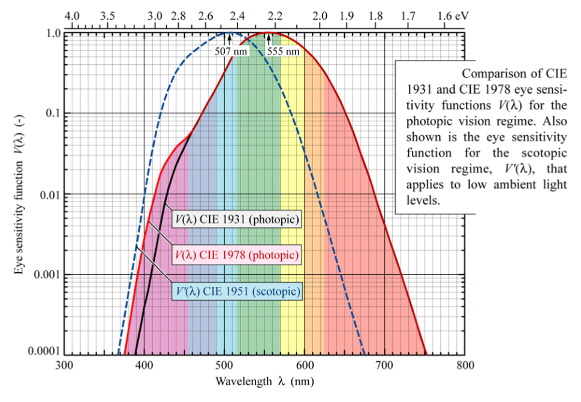 4.0 3.5 3.0 2.8 2.6 2.4 2.2 2.0 1.9 1.8 1.7 1.6 eV
1.0
507 nm 555 nm
0.1
0.01
0.001
0.0001
Eye sensitivity function V(λ) (-)
V(λ) CIE 1931 (photopic)
V(λ) CIE 1978 (photopic)
V'(λ) CIE 1951 (scotopic)
300 400 500 600 700 800
Wavelength λ (nm)
Comparison of CIE
1931 and CIE 1978 eye sensi-
tivity functions V(λ) for the
photopic vision regime. Also
shown is the eye sensitivity
function for the scotopic
vision regime, V'(λ), that
applies to low ambient light
levels.